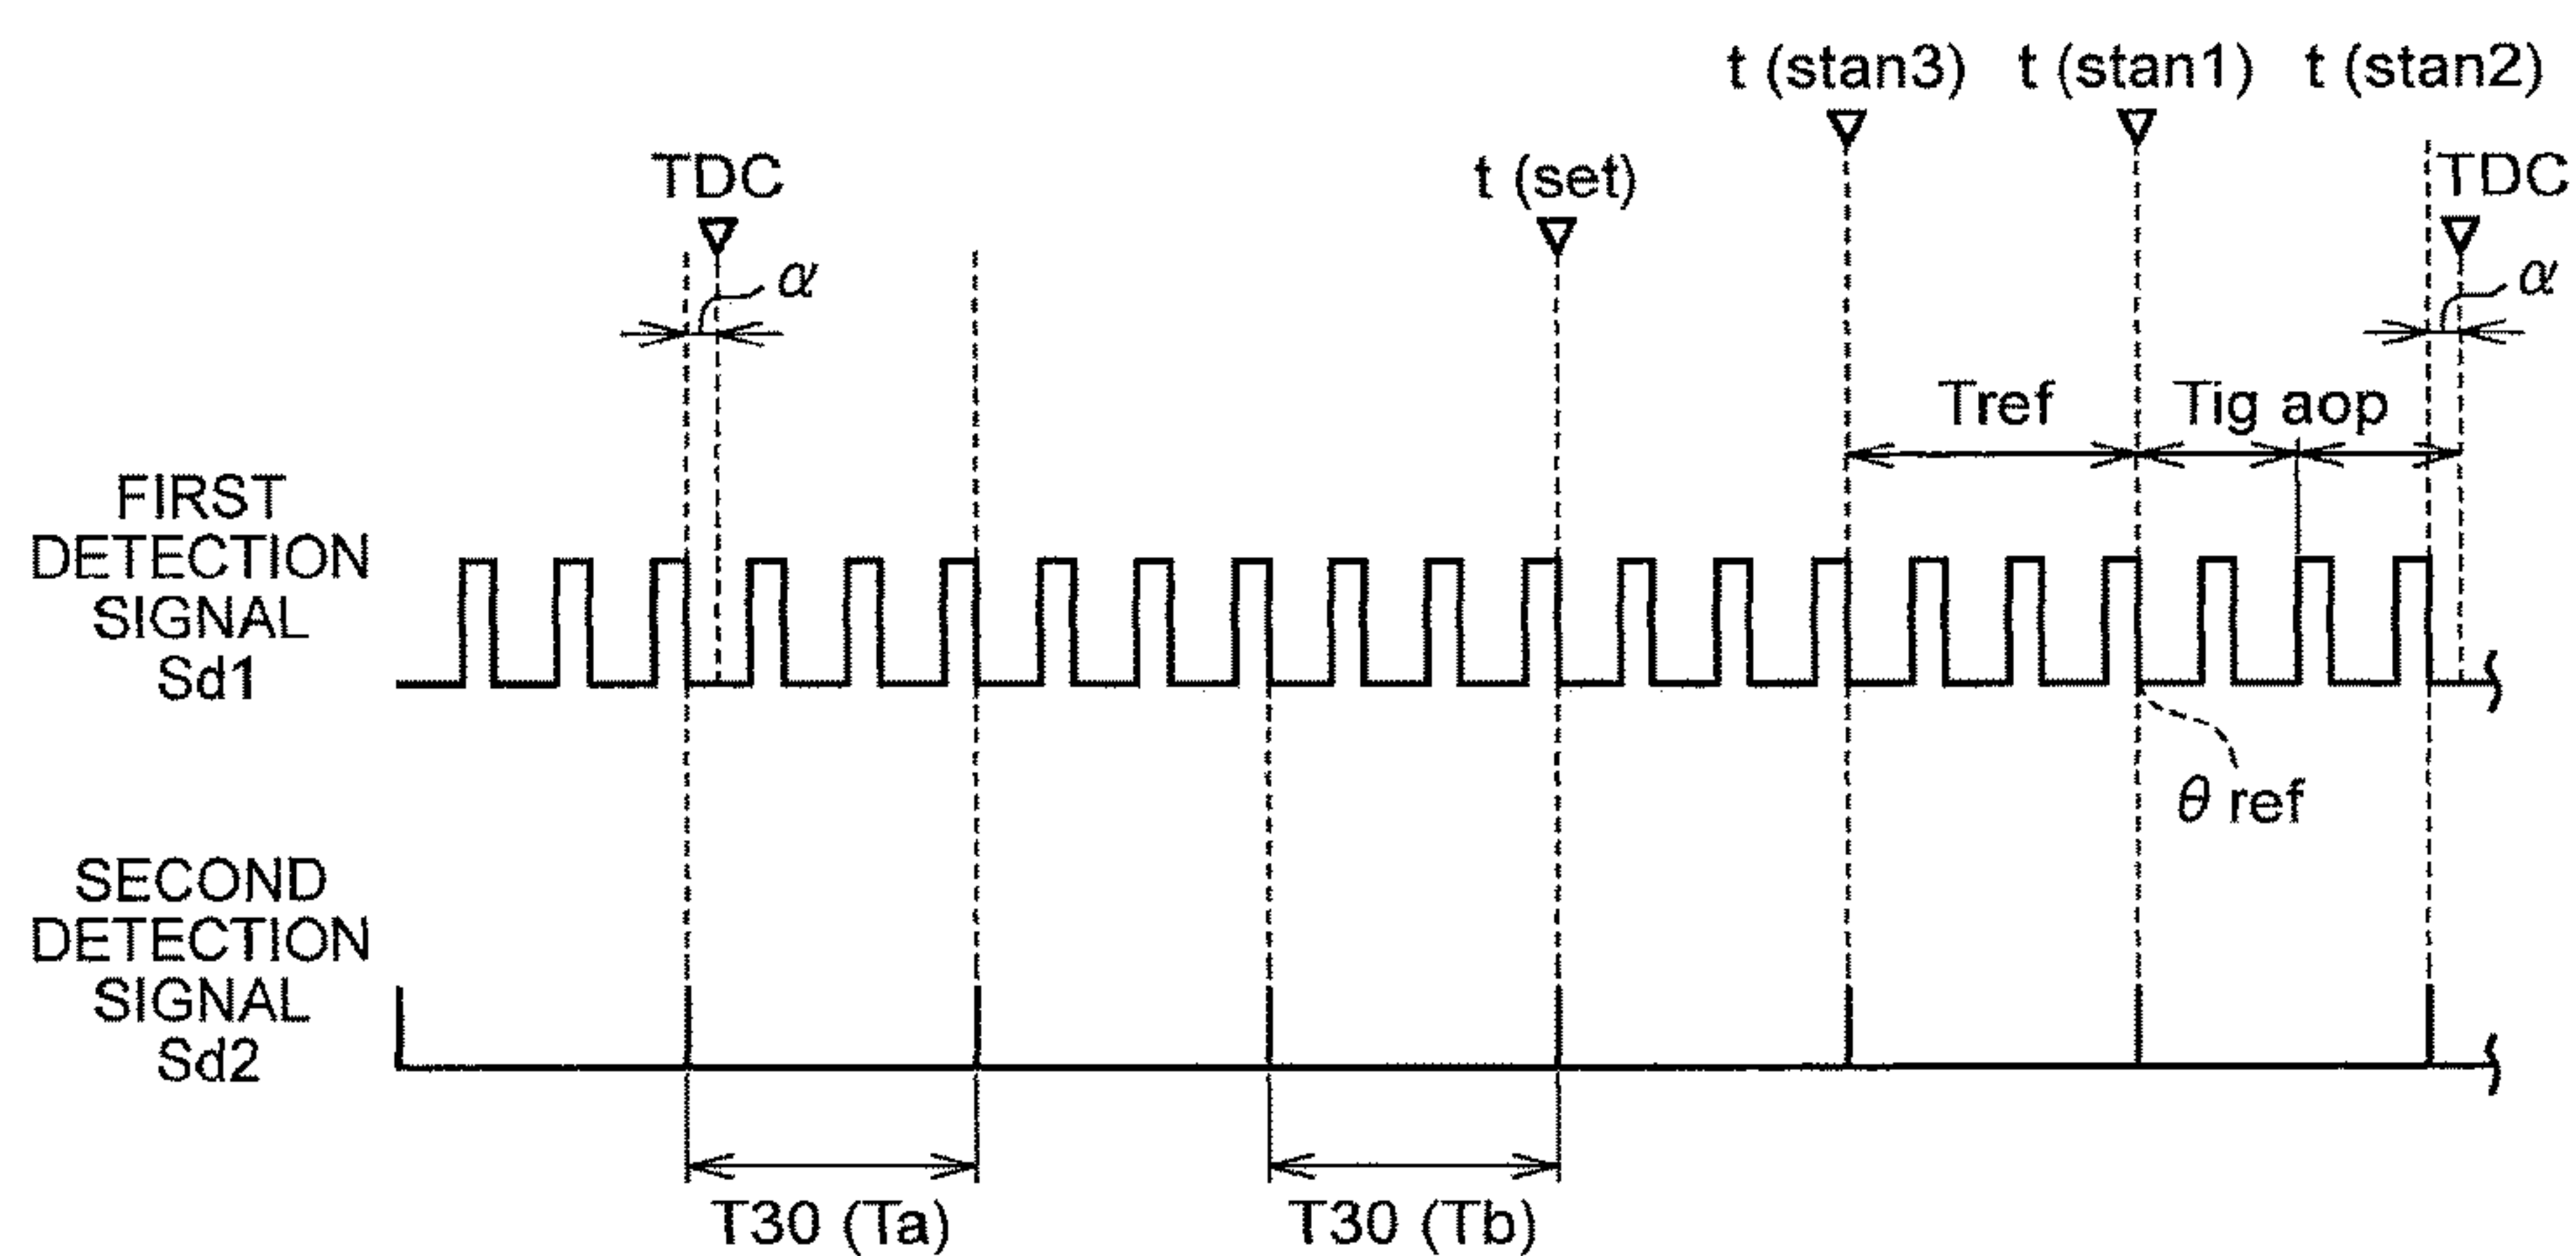 t (stan3) t (stan1) t (stan2)
TDC t (set) TDC
α α
Tref Tig aop
FIRST
DETECTION
SIGNAL
Sd1
θ ref
SECOND
DETECTION
SIGNAL
Sd2
T30 (Ta) T30 (Tb)